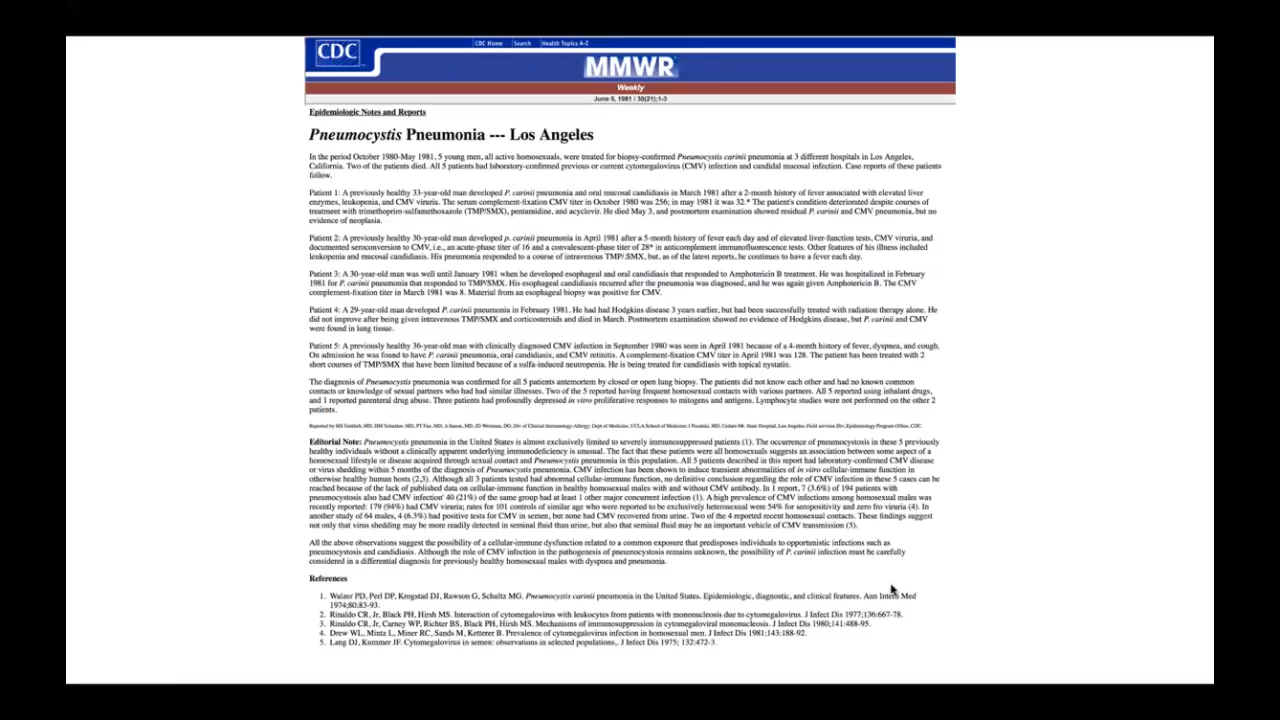 CDC
CDC Home Search Health Topics A-Z
MMWR
Weekly
June 5, 1981 / 30(21);1-3
Epidemiologic Notes and Reports
Pneumocystis Pneumonia --- Los Angeles
In the period October 1980-May 1981, 5 young men, all active homosexuals, were treated for biopsy-confirmed Pneumocystis carinii pneumonia at 3 different hospitals in Los Angeles,
California. Two of the patients died. All 5 patients had laboratory-confirmed previous or current cytomegalovirus (CMV) infection and candidal mucosal infection. Case reports of these patients
follow.
Patient 1: A previously healthy 33-year-old man developed P. carinii pneumonia and oral mucosal candidiasis in March 1981 after a 2-month history of fever associated with elevated liver
enzymes, leukopenia, and CMV viruria. The serum complement-fixation CMV titer in October 1980 was 256; in may 1981 it was 32.* The patient's condition deteriorated despite courses of
treatment with trimethoprim-sulfamethoxazole (TMP/SMX), pentamidine, and acyclovir. He died May 3, and postmortem examination showed residual P. carinii and CMV pneumonia, but no
evidence of neoplasia.
Patient 2: A previously healthy 30-year-old man developed p. carinii pneumonia in April 1981 after a 5-month history of fever each day and of elevated liver-function tests, CMV viruria, and
documented seroconversion to CMV, i.e., an acute-phase titer of 16 and a convalescent-phase titer of 28* in anticomplement immunofluorescence tests. Other features of his illness included
leukopenia and mucosal candidiasis. His pneumonia responded to a course of intravenous TMP/.SMX, but, as of the latest reports, he continues to have a fever each day.
Patient 3: A 30-year-old man was well until January 1981 when he developed esophageal and oral candidiasis that responded to Amphotericin B treatment. He was hospitalized in February
1981 for P. carinii pneumonia that responded to TMP/SMX. His esophageal candidiasis recurred after the pneumonia was diagnosed, and he was again given Amphotericin B. The CMV
complement-fixation titer in March 1981 was 8. Material from an esophageal biopsy was positive for CMV.
Patient 4: A 29-year-old man developed P. carinii pneumonia in February 1981. He had had Hodgkins disease 3 years earlier, but had been successfully treated with radiation therapy alone. He
did not improve after being given intravenous TMP/SMX and corticosteroids and died in March. Postmortem examination showed no evidence of Hodgkins disease, but P. carinii and CMV
were found in lung tissue.
Patient 5: A previously healthy 36-year-old man with clinically diagnosed CMV infection in September 1980 was seen in April 1981 because of a 4-month history of fever, dyspnea, and cough.
On admission he was found to have P. carinii pneumonia, oral candidiasis, and CMV retinitis. A complement-fixation CMV titer in April 1981 was 128. The patient has been treated with 2
short courses of TMP/SMX that have been limited because of a sulfa-induced neutropenia. He is being treated for candidiasis with topical nystatin.
The diagnosis of Pneumocystis pneumonia was confirmed for all 5 patients antemortem by closed or open lung biopsy. The patients did not know each other and had no known common
contacts or knowledge of sexual partners who had had similar illnesses. Two of the 5 reported having frequent homosexual contacts with various partners. All 5 reported using inhalant drugs,
and 1 reported parenteral drug abuse. Three patients had profoundly depressed in vitro proliferative responses to mitogens and antigens. Lymphocyte studies were not performed on the other 2
patients.
Reported by MS Gottlieb, MD, HM Schanker, MD, PT Fan, MD, A Saxon, MD, JD Weisman, DO, Div of Clinical Immunology-Allergy; Dept of Medicine, UCLA School of Medicine; I Pozalski, MD, Cedars-Mt. Sinai Hospital, Los Angeles; Field services Div, Epidemiology Program Office, CDC.
Editorial Note: Pneumocystis pneumonia in the United States is almost exclusively limited to severely immunosuppressed patients (1). The occurrence of pneumocystosis in these 5 previously
healthy individuals without a clinically apparent underlying immunodeficiency is unusual. The fact that these patients were all homosexuals suggests an association between some aspect of a
homosexual lifestyle or disease acquired through sexual contact and Pneumocystis pneumonia in this population. All 5 patients described in this report had laboratory-confirmed CMV disease
or virus shedding within 5 months of the diagnosis of Pneumocystis pneumonia. CMV infection has been shown to induce transient abnormalities of in vitro cellular-immune function in
otherwise healthy human hosts (2,3). Although all 3 patients tested had abnormal cellular-immune function, no definitive conclusion regarding the role of CMV infection in these 5 cases can be
reached because of the lack of published data on cellular-immune function in healthy homosexual males with and without CMV antibody. In 1 report, 7 (3.6%) of 194 patients with
pneumocystosis also had CMV infection' 40 (21%) of the same group had at least 1 other major concurrent infection (1). A high prevalence of CMV infections among homosexual males was
recently reported: 179 (94%) had CMV viruria; rates for 101 controls of similar age who were reported to be exclusively heterosexual were 54% for seropositivity and zero fro viruria (4). In
another study of 64 males, 4 (6.3%) had positive tests for CMV in semen, but none had CMV recovered from urine. Two of the 4 reported recent homosexual contacts. These findings suggest
not only that virus shedding may be more readily detected in seminal fluid than urine, but also that seminal fluid may be an important vehicle of CMV transmission (5).
All the above observations suggest the possibility of a cellular-immune dysfunction related to a common exposure that predisposes individuals to opportunistic infections such as
pneumocystosis and candidiasis. Although the role of CMV infection in the pathogenesis of pneumocystosis remains unknown, the possibility of P. carinii infection must be carefully
considered in a differential diagnosis for previously healthy homosexual males with dyspnea and pneumonia.
References
1. Walzer PD, Perl DP, Krogstad DJ, Rawson G, Schultz MG. Pneumocystis carinii pneumonia in the United States. Epidemiologic, diagnostic, and clinical features. Ann Intern Med
1974;80:83-93.
2. Rinaldo CR, Jr, Black PH, Hirsh MS. Interaction of cytomegalovirus with leukocytes from patients with mononucleosis due to cytomegalovirus. J Infect Dis 1977;136:667-78.
3. Rinaldo CR, Jr, Carney WP, Richter BS, Black PH, Hirsh MS. Mechanisms of immunosuppression in cytomegaloviral mononucleosis. J Infect Dis 1980;141:488-95.
4. Drew WL, Mintz L, Miner RC, Sands M, Ketterer B. Prevalence of cytomegalovirus infection in homosexual men. J Infect Dis 1981;143:188-92.
5. Lang DJ, Kummer JF. Cytomegalovirus in semen: observations in selected populations,. J Infect Dis 1975; 132:472-3.